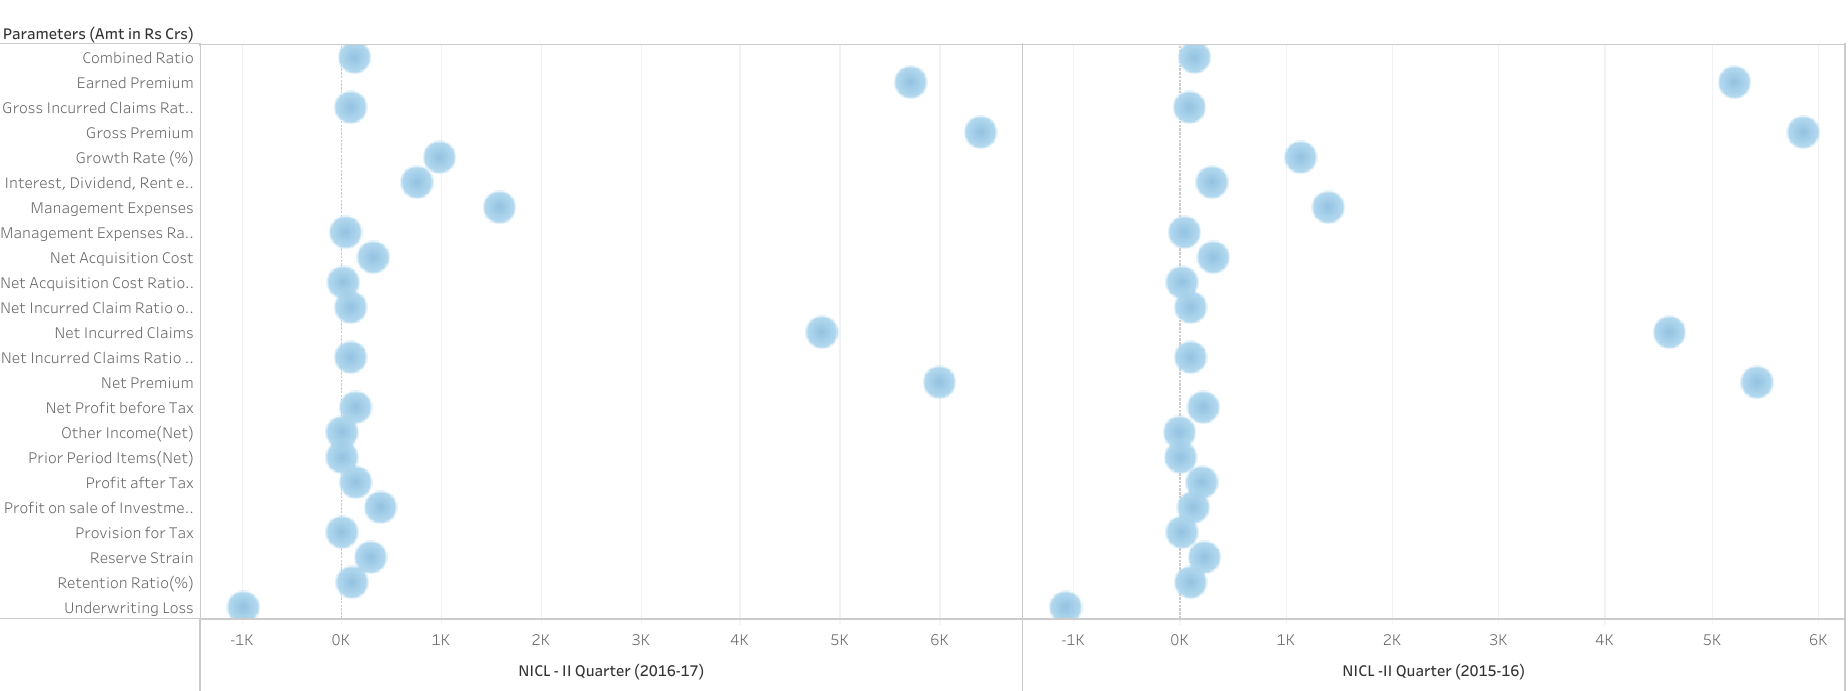 Parameters (Amt in Rs Crs)
Combined Ratio
Earned Premium
Gross Incurred Claims Rat..
Gross Premium
Growth Rate (%)
Interest, Dividend, Rent e..
Management Expenses
Management Expenses Ra..
Net Acquisition Cost
Net Acquisition Cost Ratio..
Net Incurred Claim Ratio o..
Net Incurred Claims
Net Incurred Claims Ratio ..
Net Premium
Net Profit before Tax
Other Income(Net)
Prior Period Items(Net)
Profit after Tax
Profit on sale of Investme..
Provision for Tax
Reserve Strain
Retention Ratio(%)
Underwriting Loss
-1K 0K 1K 2K 3K 4K 5K 6K -1K 0K 1K 2K 3K 4K 5K 6K
NICL - II Quarter (2016-17) NICL -II Quarter (2015-16)